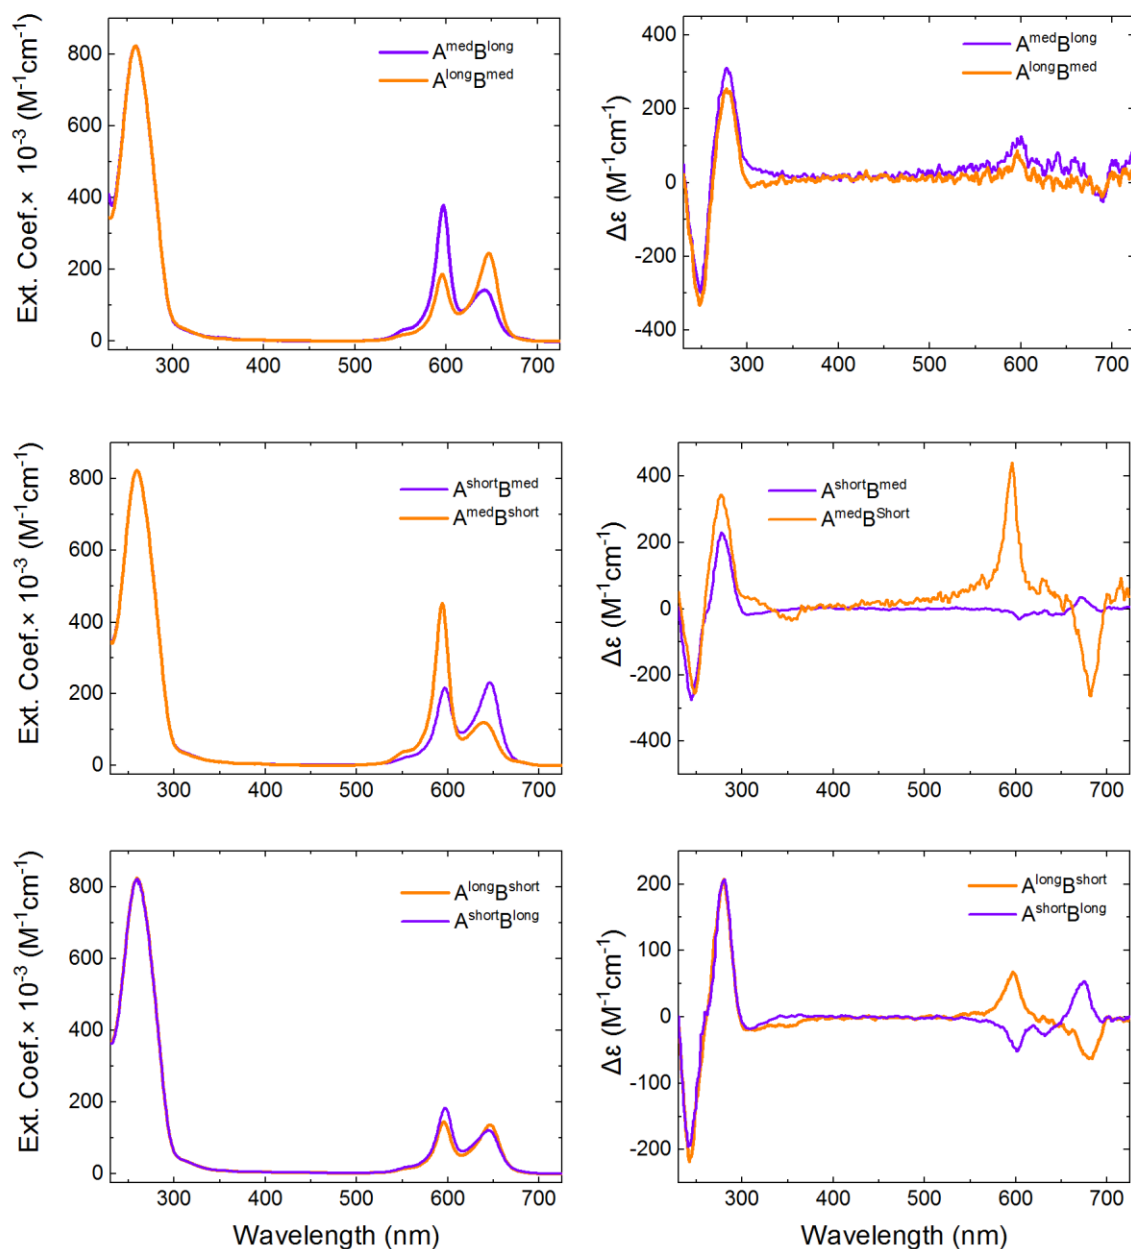 Ext. Coef.× 10⁻³ (M⁻¹cm⁻¹)
800
600
400
200
0
300 400 500 600 700
A^med B^long
A^long B^med
Δε (M⁻¹cm⁻¹)
400
200
0
-200
-400
300 400 500 600 700
A^med B^long
A^long B^med
Ext. Coef.× 10⁻³ (M⁻¹cm⁻¹)
800
600
400
200
0
300 400 500 600 700
A^short B^med
A^med B^short
Δε (M⁻¹cm⁻¹)
400
200
0
-200
-400
300 400 500 600 700
A^short B^med
A^med B^Short
Ext. Coef.× 10⁻³ (M⁻¹cm⁻¹)
800
600
400
200
0
300 400 500 600 700
A^long B^short
A^short B^long
Wavelength (nm)
Δε (M⁻¹cm⁻¹)
200
100
0
-100
-200
300 400 500 600 700
A^long B^short
A^short B^long
Wavelength (nm)